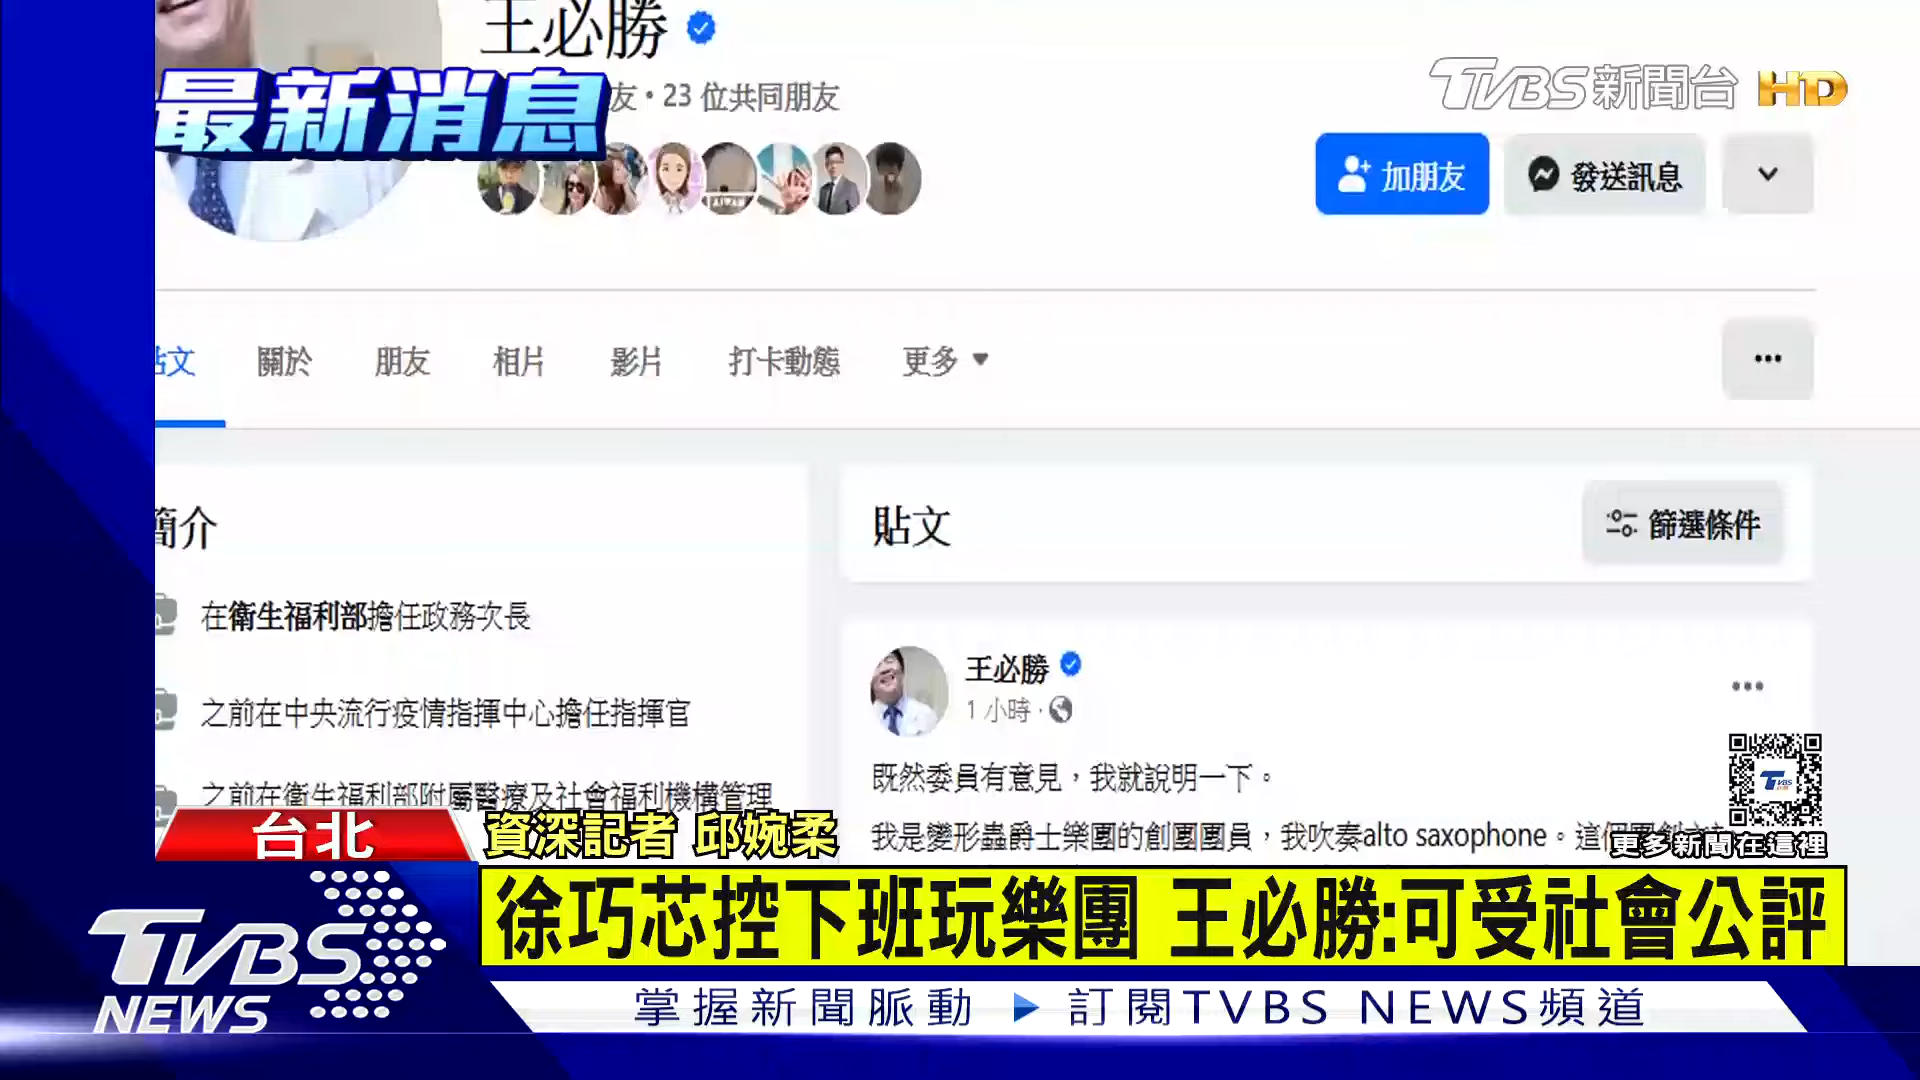 王必勝
最新消息
友・23 位共同朋友
TVBS新聞台 HD
TAIWAN
加朋友
發送訊息
貼文
關於
朋友
相片
影片
打卡動態
更多
簡介
貼文
篩選條件
在衛生福利部擔任政務次長
之前在中央流行疫情指揮中心擔任指揮官
之前在衛生福利部附屬醫療及社會福利機構管理
王必勝
1 小時・
既然委員有意見，我就說明一下。
我是變形蟲爵士樂團的創團團員，我吹奏alto saxophone。這個
TVBS
更多新聞在這裡
台北
資深記者 邱婉柔
徐巧芯控下班玩樂團 王必勝:可受社會公評
TVBS
NEWS
掌握新聞脈動 ▶ 訂閱TVBS NEWS頻道